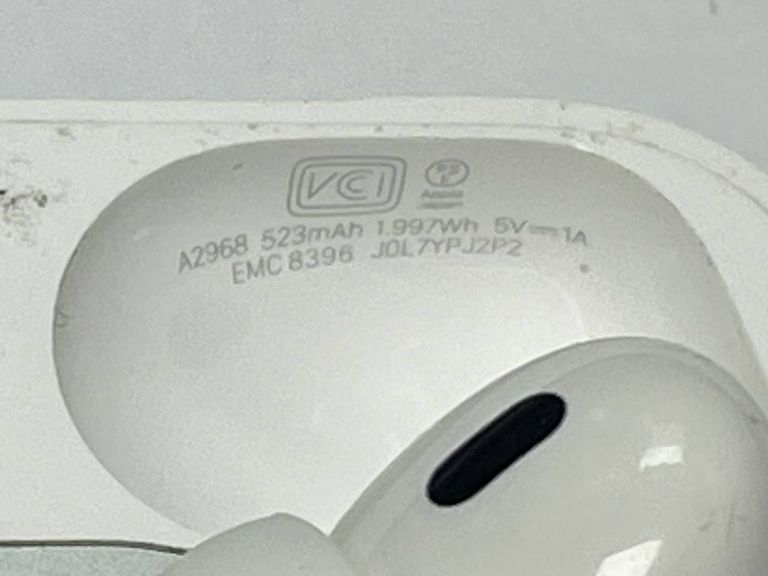 VCI
A2968 523mAh 1.997Wh 5V⎓1A
EMC 8396 J0L7YPJ2P2